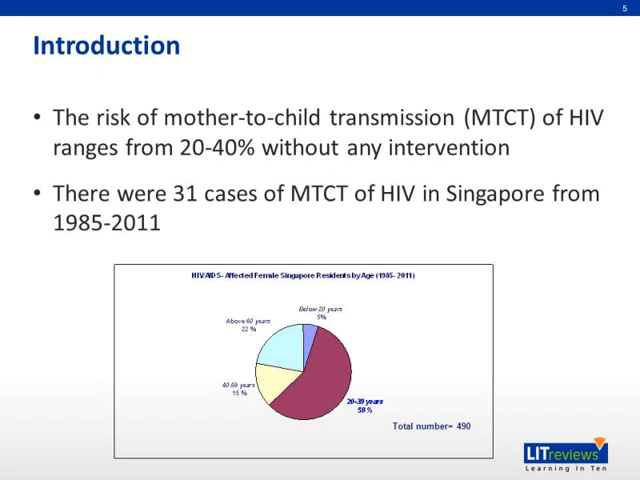 5
Introduction
• The risk of mother-to-child transmission (MTCT) of HIV
ranges from 20-40% without any intervention
• There were 31 cases of MTCT of HIV in Singapore from
1985-2011
HIV/AIDS- Affected Female Singapore Residents by Age (1985- 2011)
Below 20 years
5%
Above 60 years
22 %
40-59 years
15 %
20-39 years
58 %
Total number= 490
LITreviews
Learning In Ten